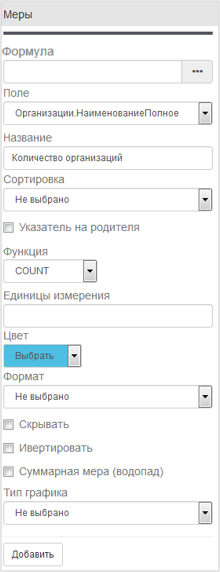 Меры
Формула
...
Поле
Организации.НаименованиеПолное
Название
Количество организаций
Сортировка
Не выбрано
Указатель на родителя
Функция
COUNT
Единицы измерения
Цвет
Выбрать
Формат
Не выбрано
Скрывать
Ивертировать
Суммарная мера (водопад)
Тип графика
Не выбрано
Добавить